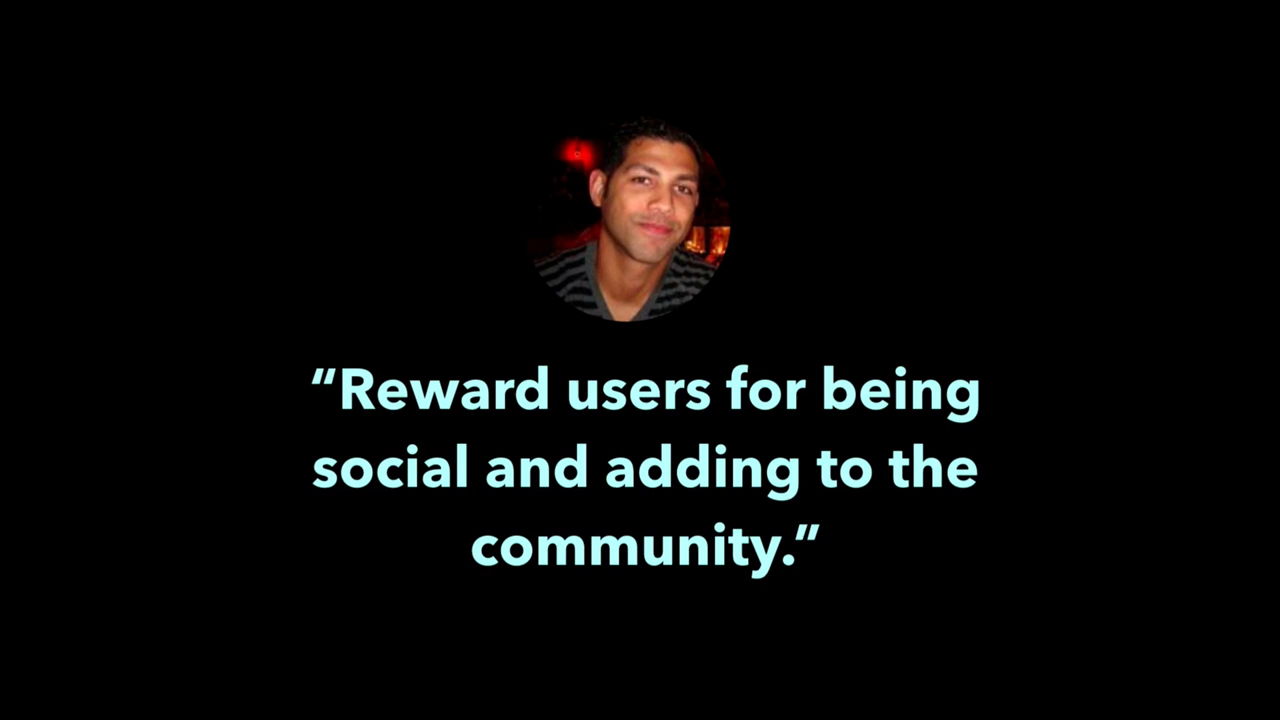 “Reward users for being
social and adding to the
community.”